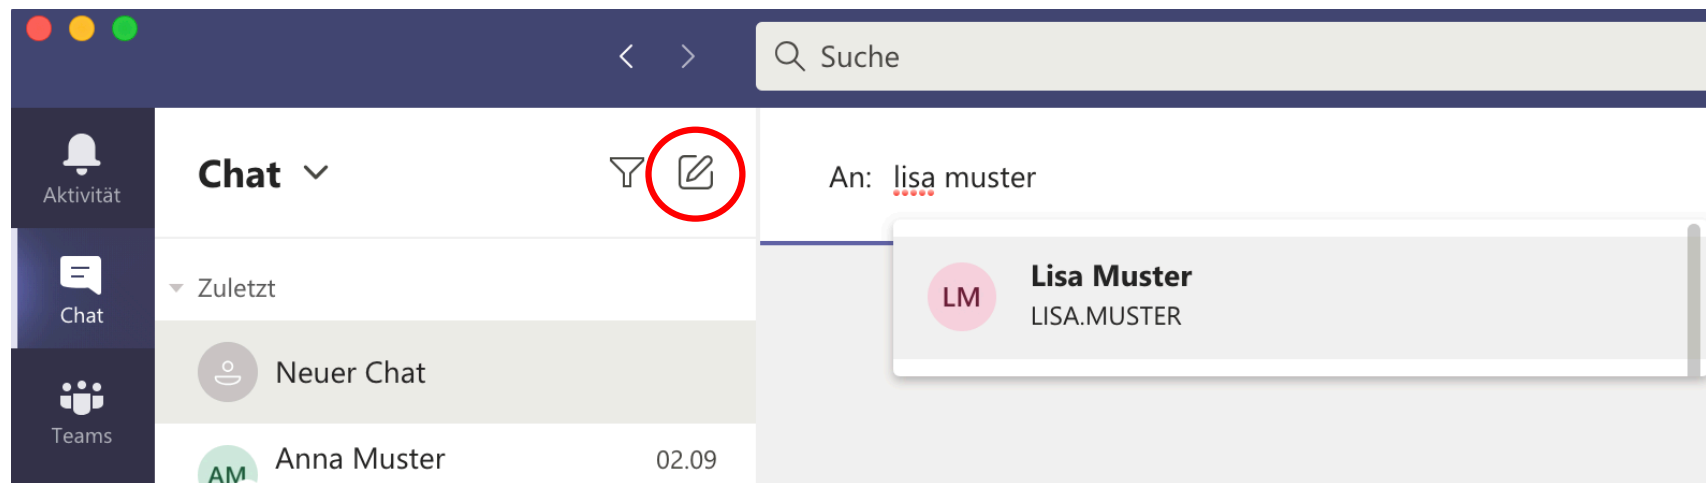 Suche
Aktivität
Chat
Teams
Chat
Zuletzt
Neuer Chat
AM
Anna Muster
02.09
An: lisa muster
LM
Lisa Muster
LISA.MUSTER